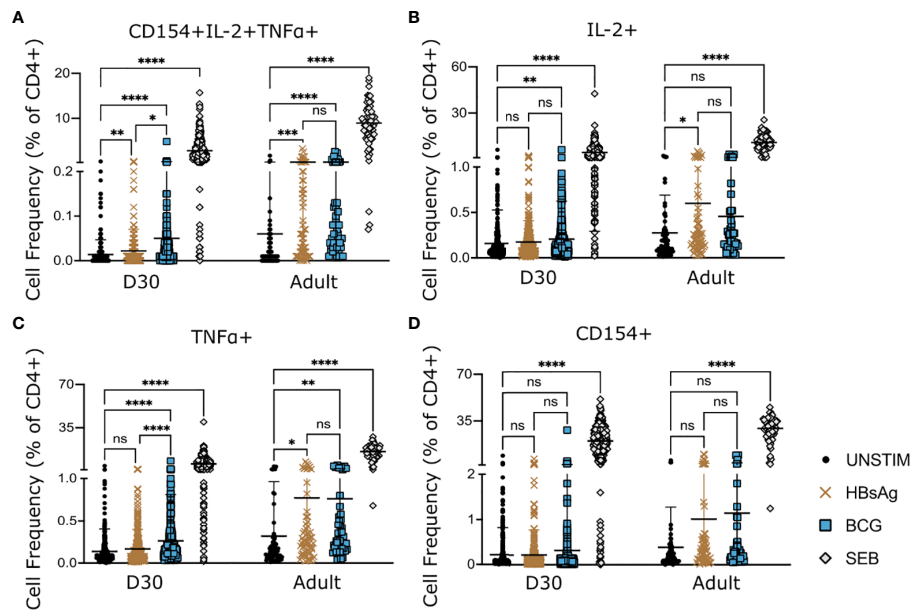 A
CD154+IL-2+TNFα+
Cell Frequency (% of CD4+)
20
10
0.2
0.1
0.0
****
****
** *
****
****
*** ns
D30 Adult
B
IL-2+
Cell Frequency (% of CD4+)
60
30
1.0
0.5
0.0
****
**
ns ns
****
ns
* ns
D30 Adult
C
TNFα+
Cell Frequency (% of CD4+)
70
35
1.0
0.5
0.0
****
****
ns ****
****
**
* ns
D30 Adult
D
CD154+
Cell Frequency (% of CD4+)
70
35
2
1
0
****
ns
ns ns
****
ns
ns ns
D30 Adult
UNSTIM
HBsAg
BCG
SEB